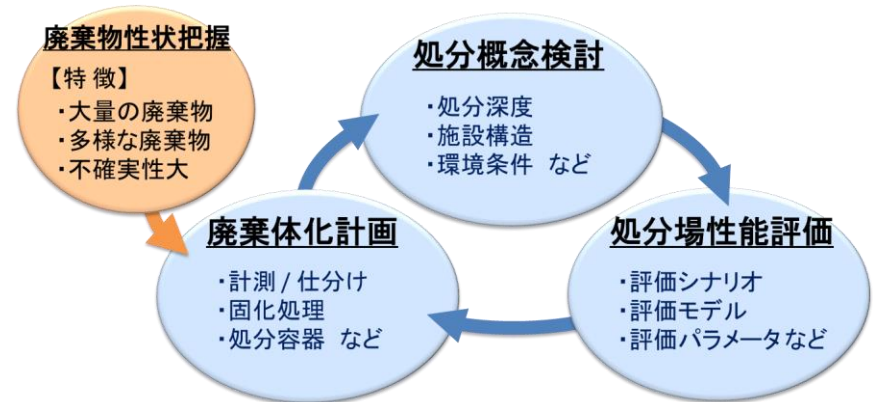 廃棄物性状把握
【特 徴】
・大量の廃棄物
・多様な廃棄物
・不確実性大
処分概念検討
・処分深度
・施設構造
・環境条件 など
廃棄体化計画
・計測 / 仕分け
・固化処理
・処分容器 など
処分場性能評価
・評価シナリオ
・評価モデル
・評価パラメータなど